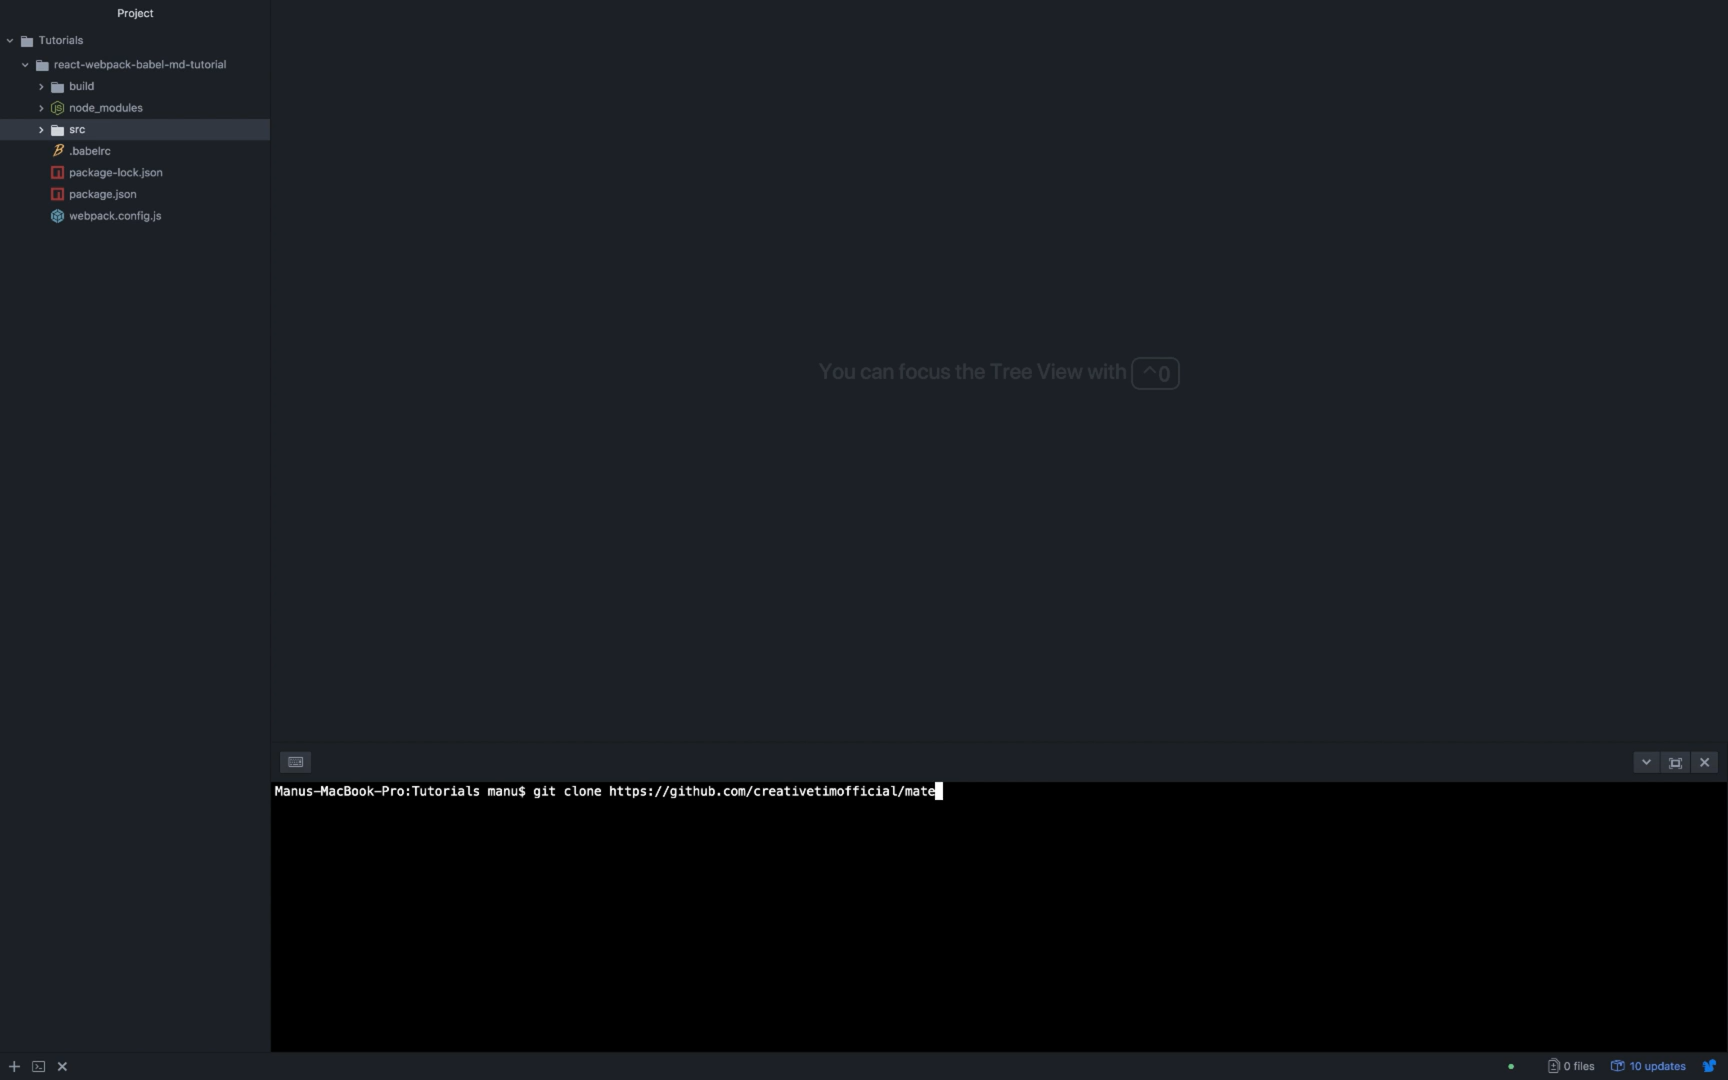 Project
Tutorials
react-webpack-babel-md-tutorial
build
node_modules
src
.babelrc
package-lock.json
package.json
webpack.config.js
You can focus the Tree View with ^0
Manus-MacBook-Pro:Tutorials manu$ git clone https://github.com/creativetimofficial/mate
0 files 10 updates